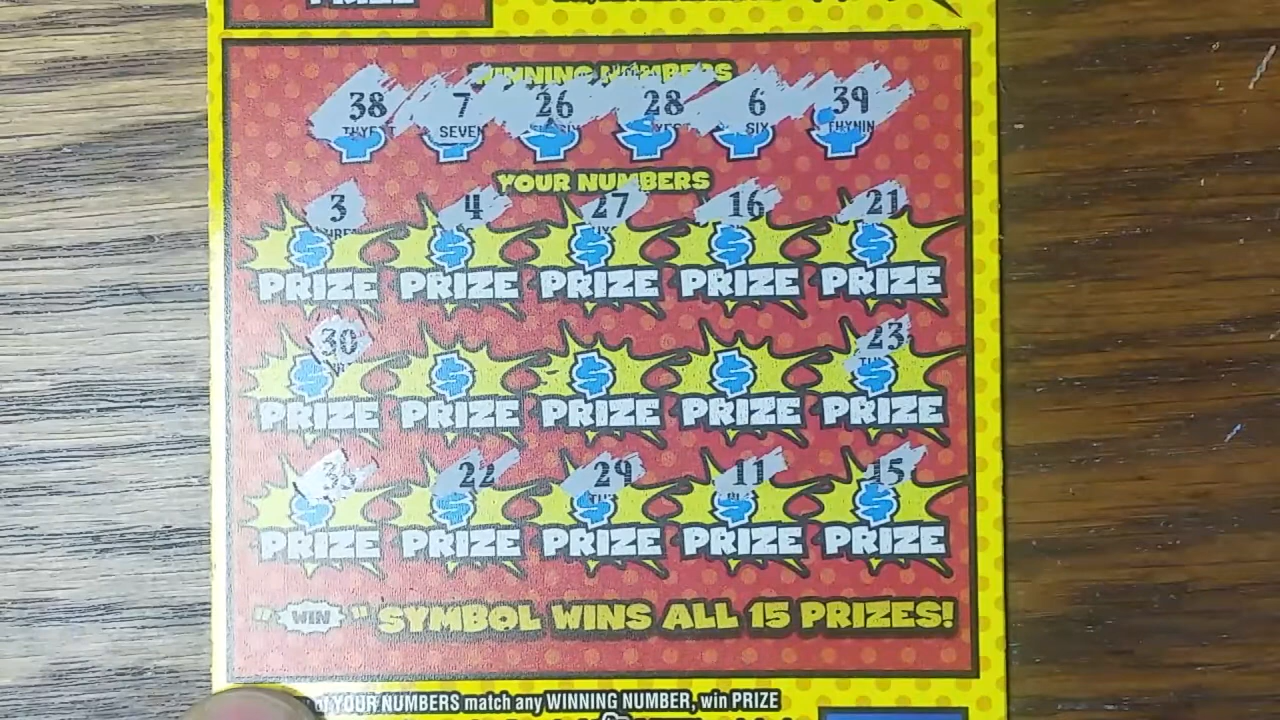 WINNING NUMBERS
38 7 26 28 6 39
SEVEN SIX
YOUR NUMBERS
3 4 27 16 21
$ $ $ $ $
PRIZE PRIZE PRIZE PRIZE PRIZE
30 23
$ $ $ $ $
PRIZE PRIZE PRIZE PRIZE PRIZE
22 29 11 15
$ $ $ $ $
PRIZE PRIZE PRIZE PRIZE PRIZE
"WIN" SYMBOL WINS ALL 15 PRIZES!
YOUR NUMBERS match any WINNING NUMBER, win PRIZE